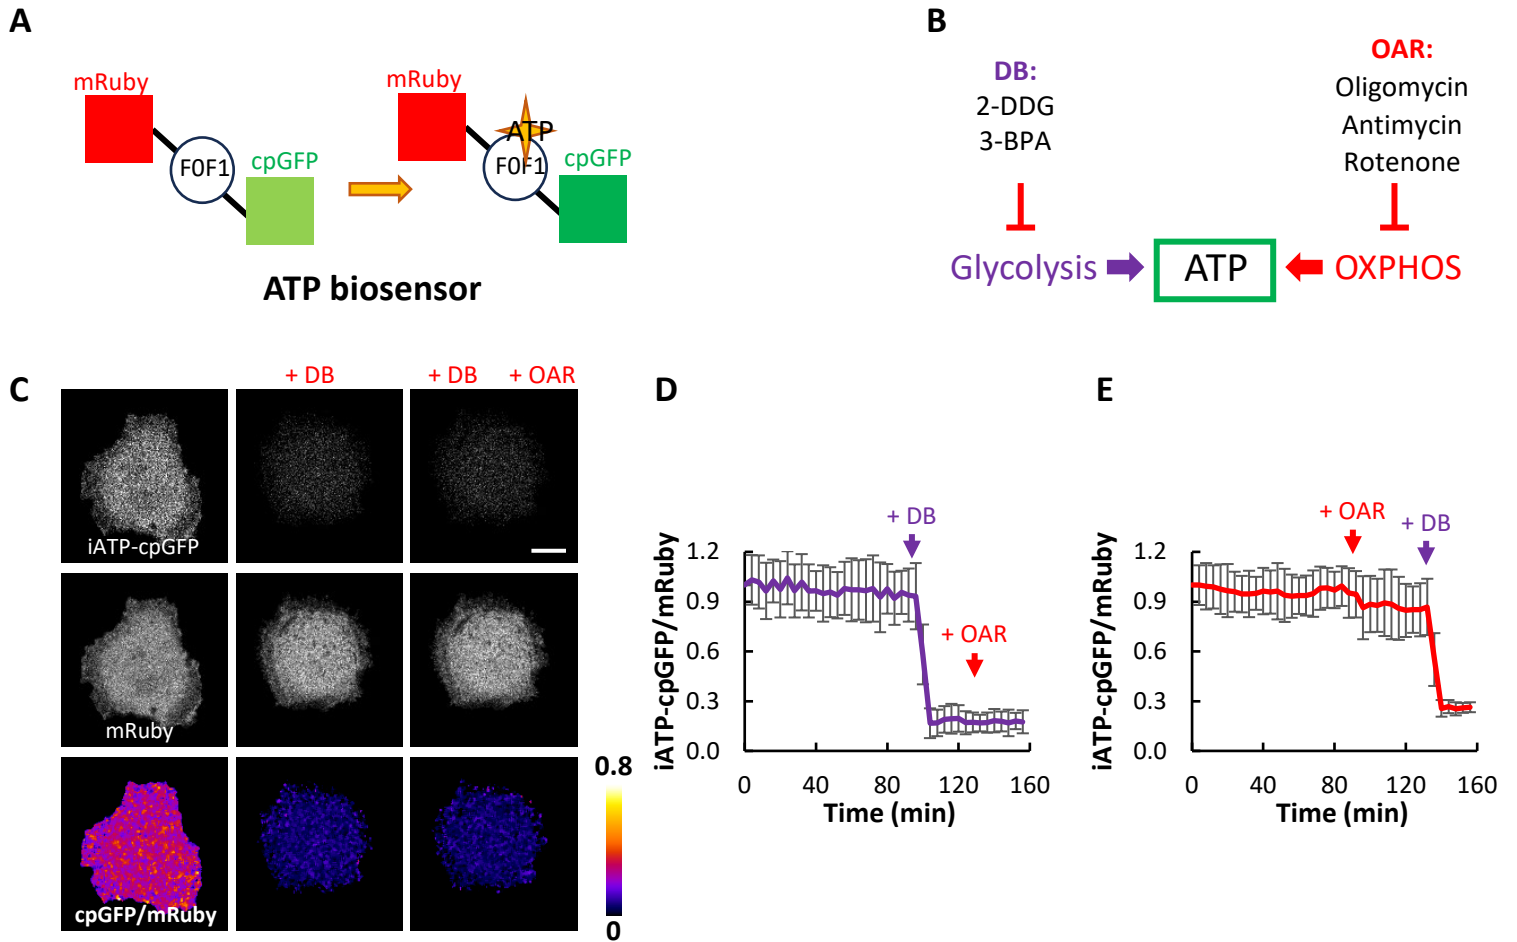 A
mRuby
F0F1
cpGFP
mRuby
ATP
F0F1
cpGFP
ATP biosensor
B
DB:
2-DDG
3-BPA
OAR:
Oligomycin
Antimycin
Rotenone
Glycolysis
ATP
OXPHOS
C
+ DB
+ DB + OAR
iATP-cpGFP
mRuby
cpGFP/mRuby
0.8
0
D
iATP-cpGFP/mRuby
1.2
0.9
0.6
0.3
0.0
+ DB
+ OAR
0 40 80 120 160
Time (min)
E
iATP-cpGFP/mRuby
1.2
0.9
0.6
0.3
0.0
+ OAR
+ DB
0 40 80 120 160
Time (min)